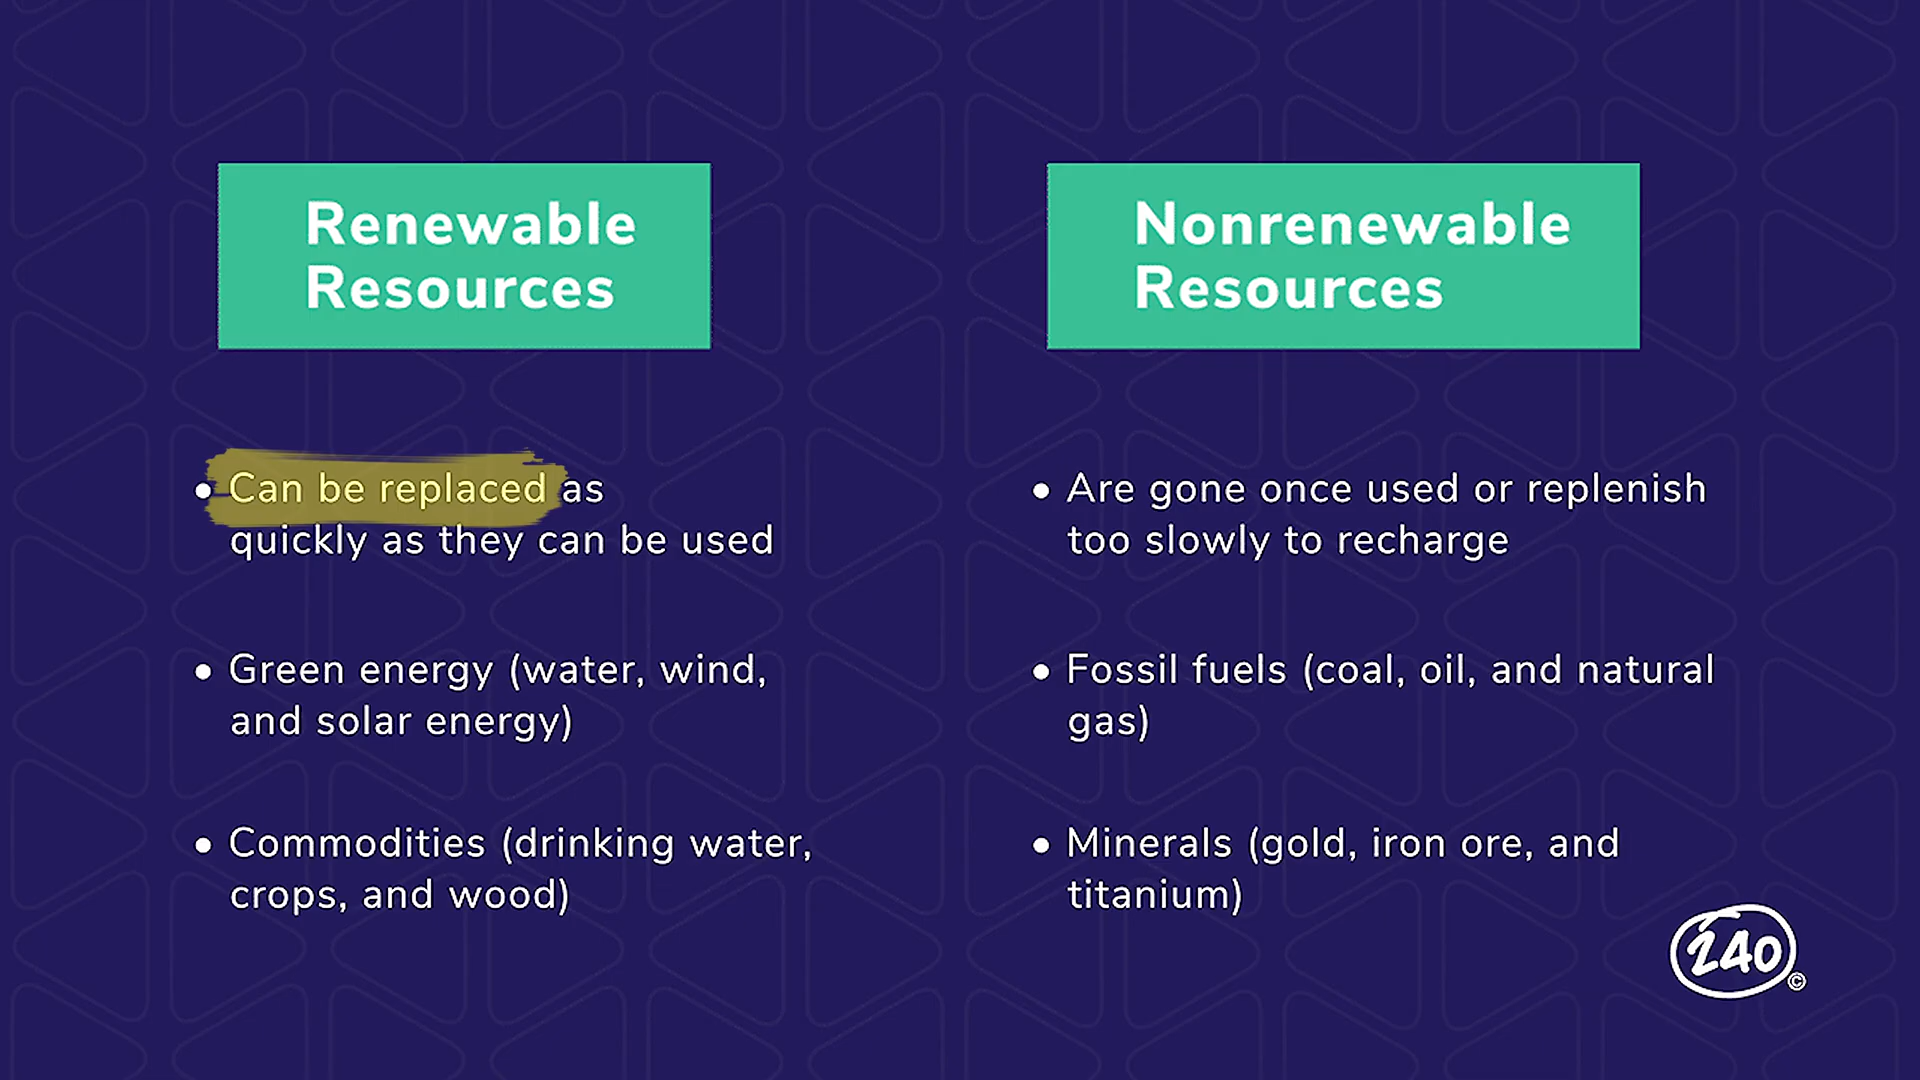 Renewable
Resources
• Can be replaced as
quickly as they can be used
• Green energy (water, wind,
and solar energy)
• Commodities (drinking water,
crops, and wood)
Nonrenewable
Resources
• Are gone once used or replenish
too slowly to recharge
• Fossil fuels (coal, oil, and natural
gas)
• Minerals (gold, iron ore, and
titanium)
240
©